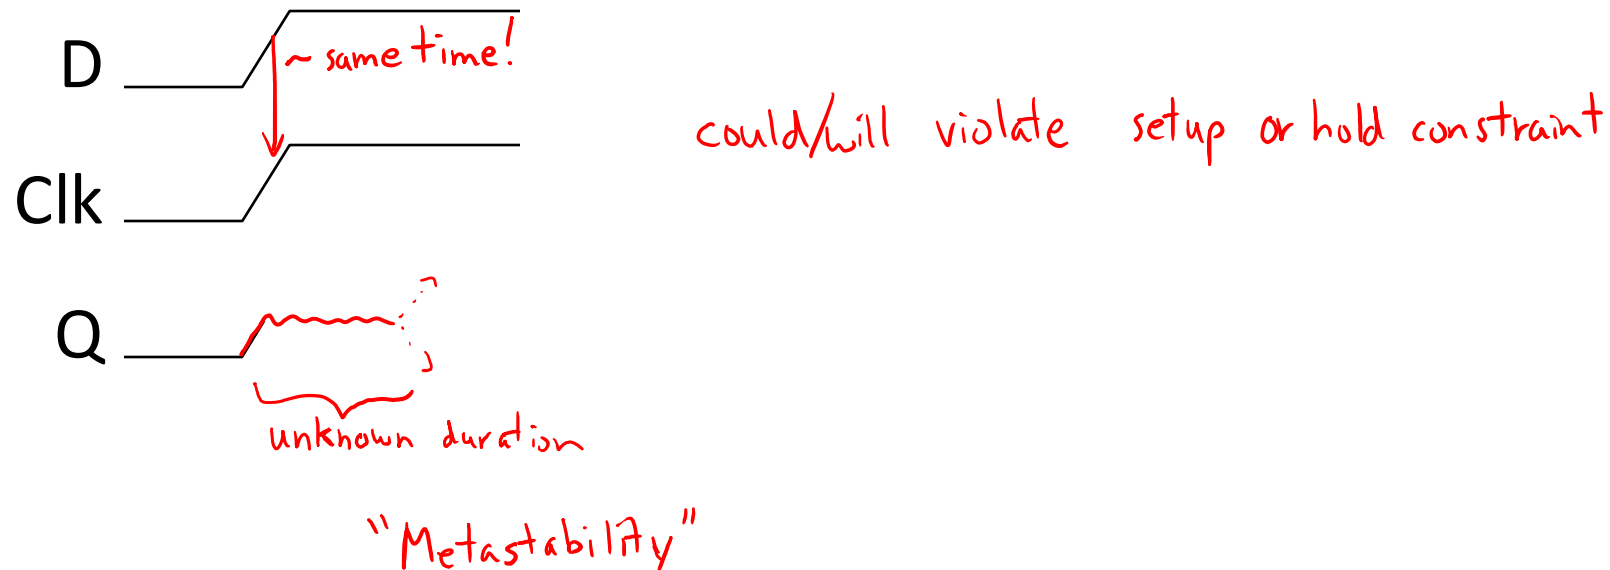 D
~ same time!
could/will violate setup or hold constraint
Clk
Q
unknown duration
"Metastability"